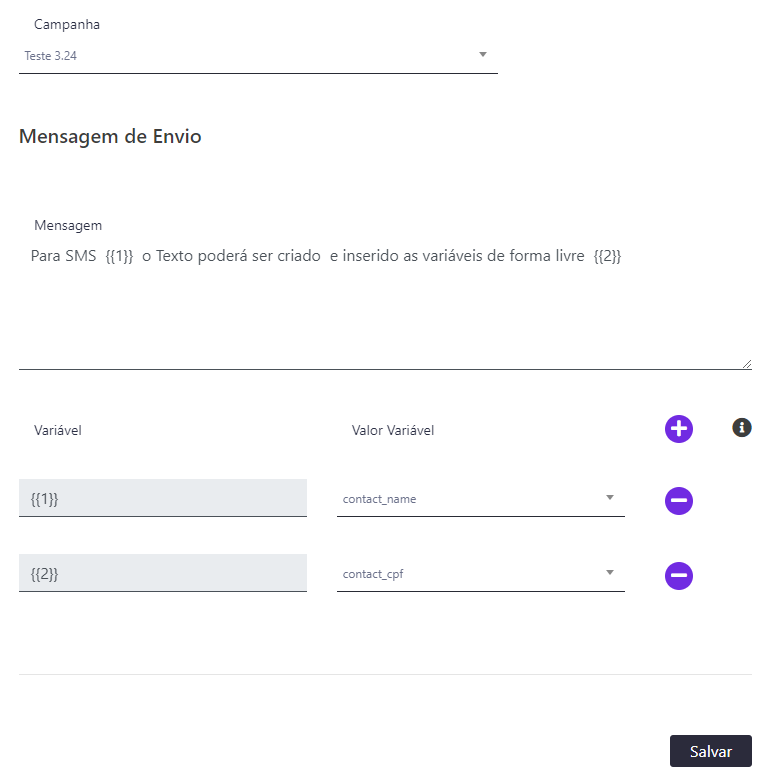 Campanha
Teste 3.24
Mensagem de Envio
Mensagem
Para SMS  {{1}}  o Texto poderá ser criado  e inserido as variáveis de forma livre  {{2}}
Variável Valor Variável
{{1}} contact_name
{{2}} contact_cpf
Salvar